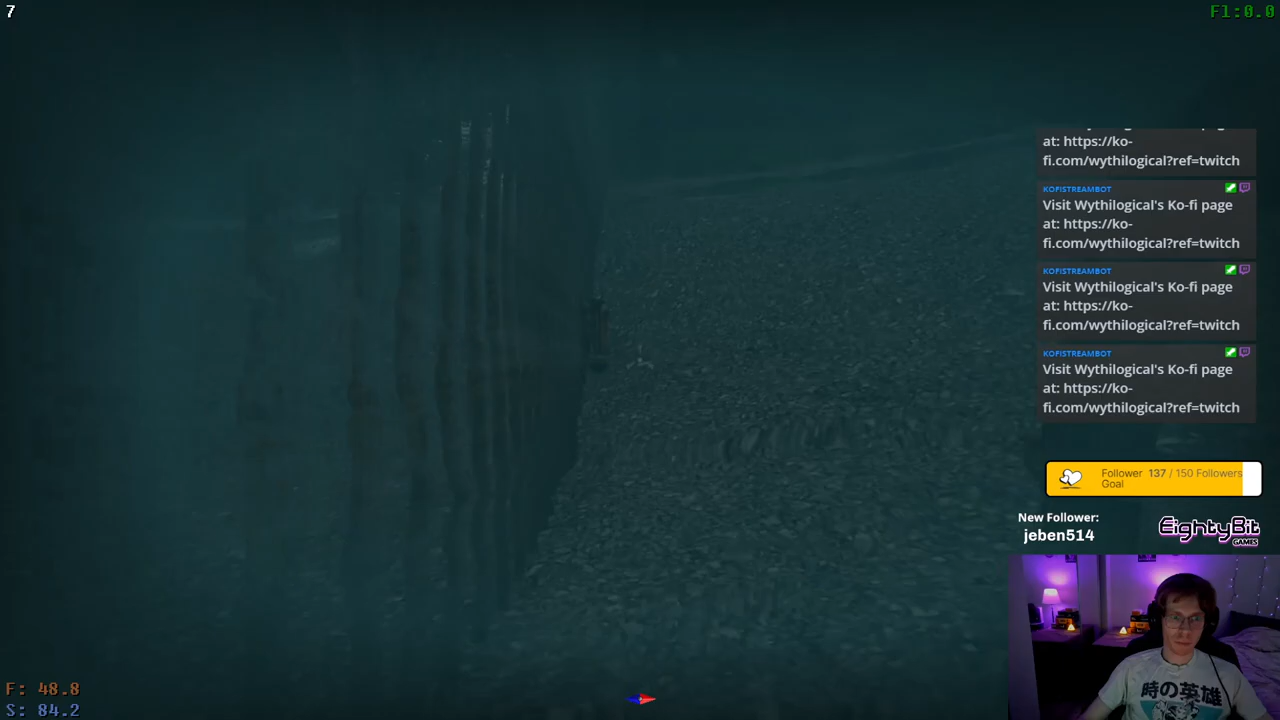 7
F1:0.0
at: https://ko-
fi.com/wythilogical?ref=twitch
KOFISTREAMBOT
Visit Wythilogical's Ko-fi page
at: https://ko-
fi.com/wythilogical?ref=twitch
KOFISTREAMBOT
Visit Wythilogical's Ko-fi page
at: https://ko-
fi.com/wythilogical?ref=twitch
KOFISTREAMBOT
Visit Wythilogical's Ko-fi page
at: https://ko-
fi.com/wythilogical?ref=twitch
Follower 137 / 150 Followers
Goal
New Follower:
jeben514
EightyBit
GAMES
時の英雄
F: 48.8
S: 84.2